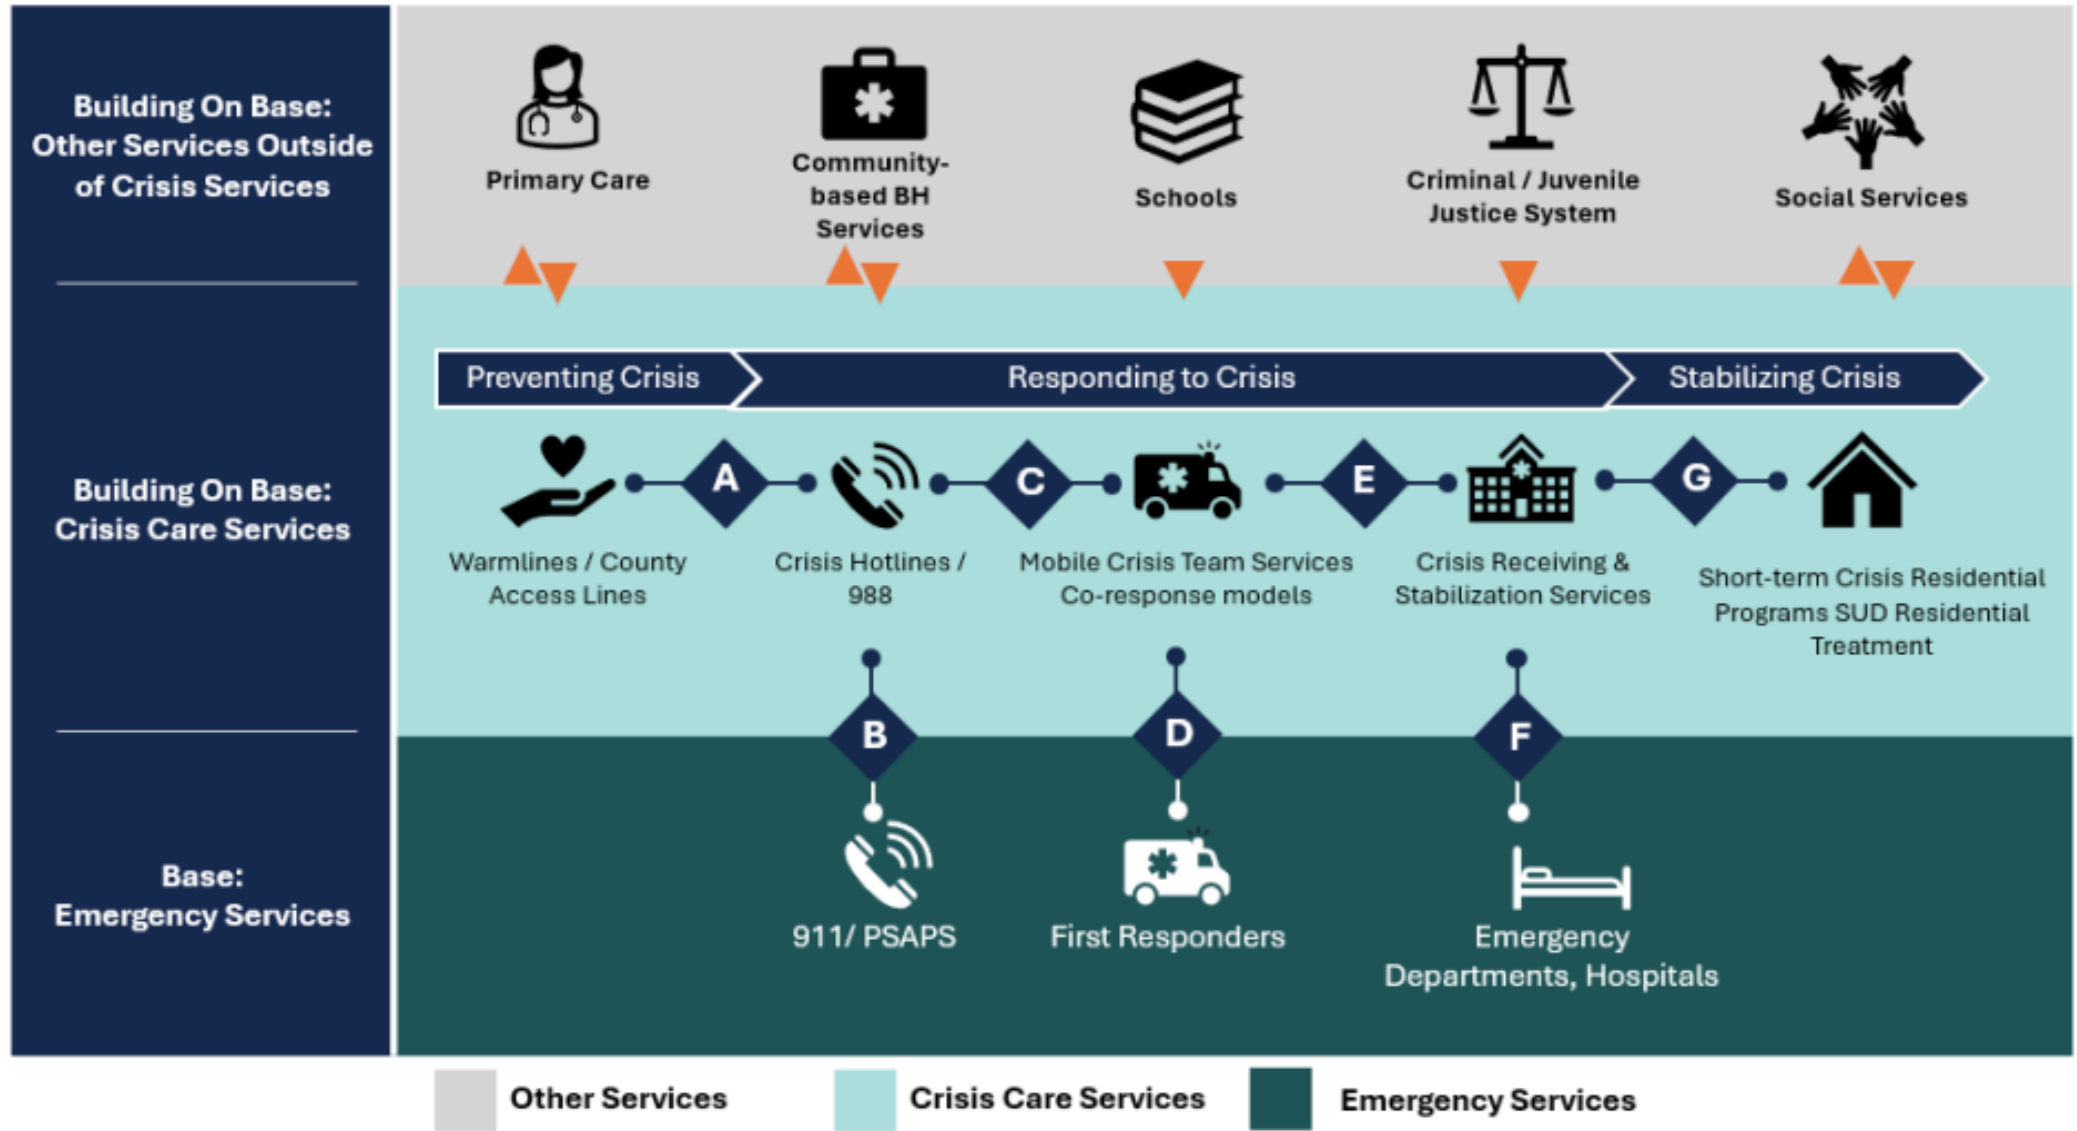 Building On Base:
Other Services Outside
of Crisis Services
Primary Care
Community-
based BH
Services
Schools
Criminal / Juvenile
Justice System
Social Services
Preventing Crisis
Responding to Crisis
Stabilizing Crisis
Building On Base:
Crisis Care Services
A
C
E
G
Warmlines / County
Access Lines
Crisis Hotlines /
988
Mobile Crisis Team Services
Co-response models
Crisis Receiving &
Stabilization Services
Short-term Crisis Residential
Programs SUD Residential
Treatment
B
D
F
Base:
Emergency Services
911/ PSAPS
First Responders
Emergency
Departments, Hospitals
Other Services
Crisis Care Services
Emergency Services